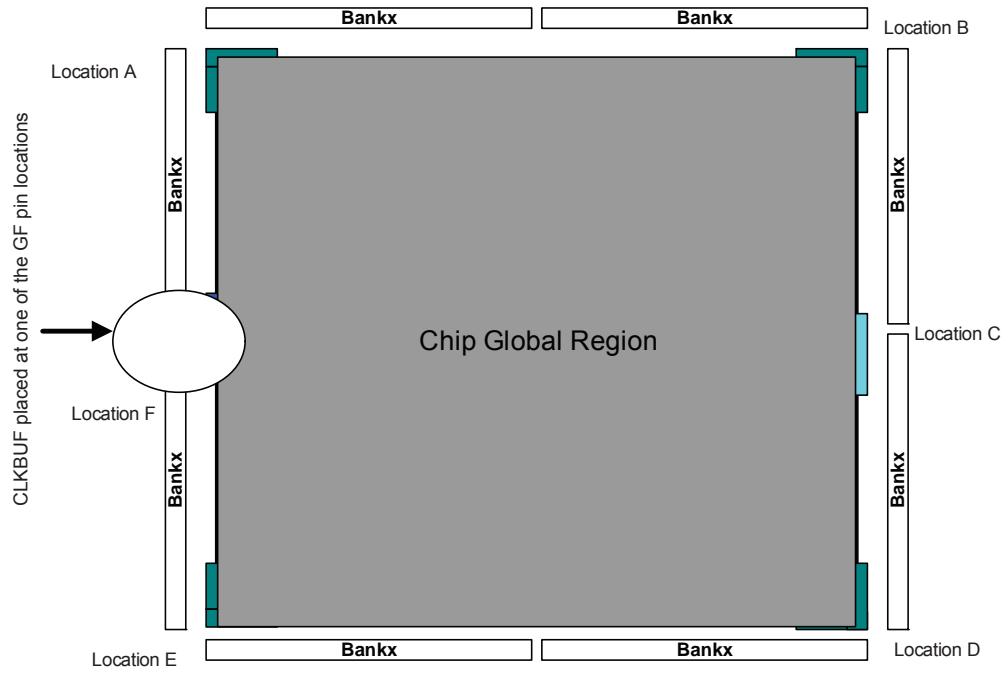 Bankx
Bankx
Location B
Location A
CLKBUF placed at one of the GF pin locations
Bankx
Bankx
Chip Global Region
Location C
Location F
Bankx
Bankx
Location E
Bankx
Bankx
Location D